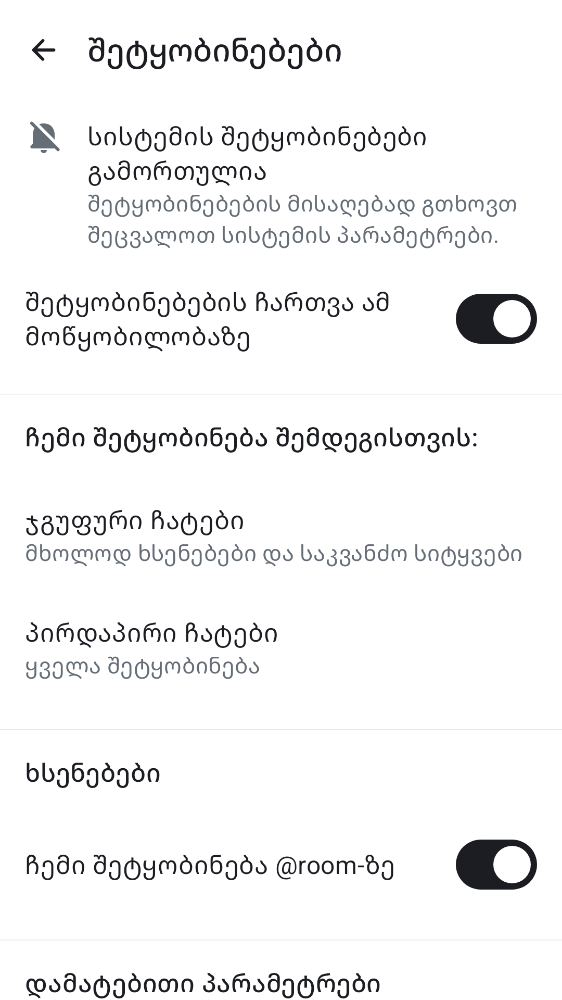 შეტყობინებები
სისტემის შეტყობინებები
გამორთულია
შეტყობინებების მისაღებად გთხოვთ
შეცვალოთ სისტემის პარამეტრები.
შეტყობინებების ჩართვა ამ
მოწყობილობაზე
ჩემი შეტყობინება შემდეგისთვის:
ჯგუფური ჩატები
მხოლოდ ხსენებები და საკვანძო სიტყვები
პირდაპირი ჩატები
ყველა შეტყობინება
ხსენებები
ჩემი შეტყობინება @room-ზე
დამატებითი პარამეტრები